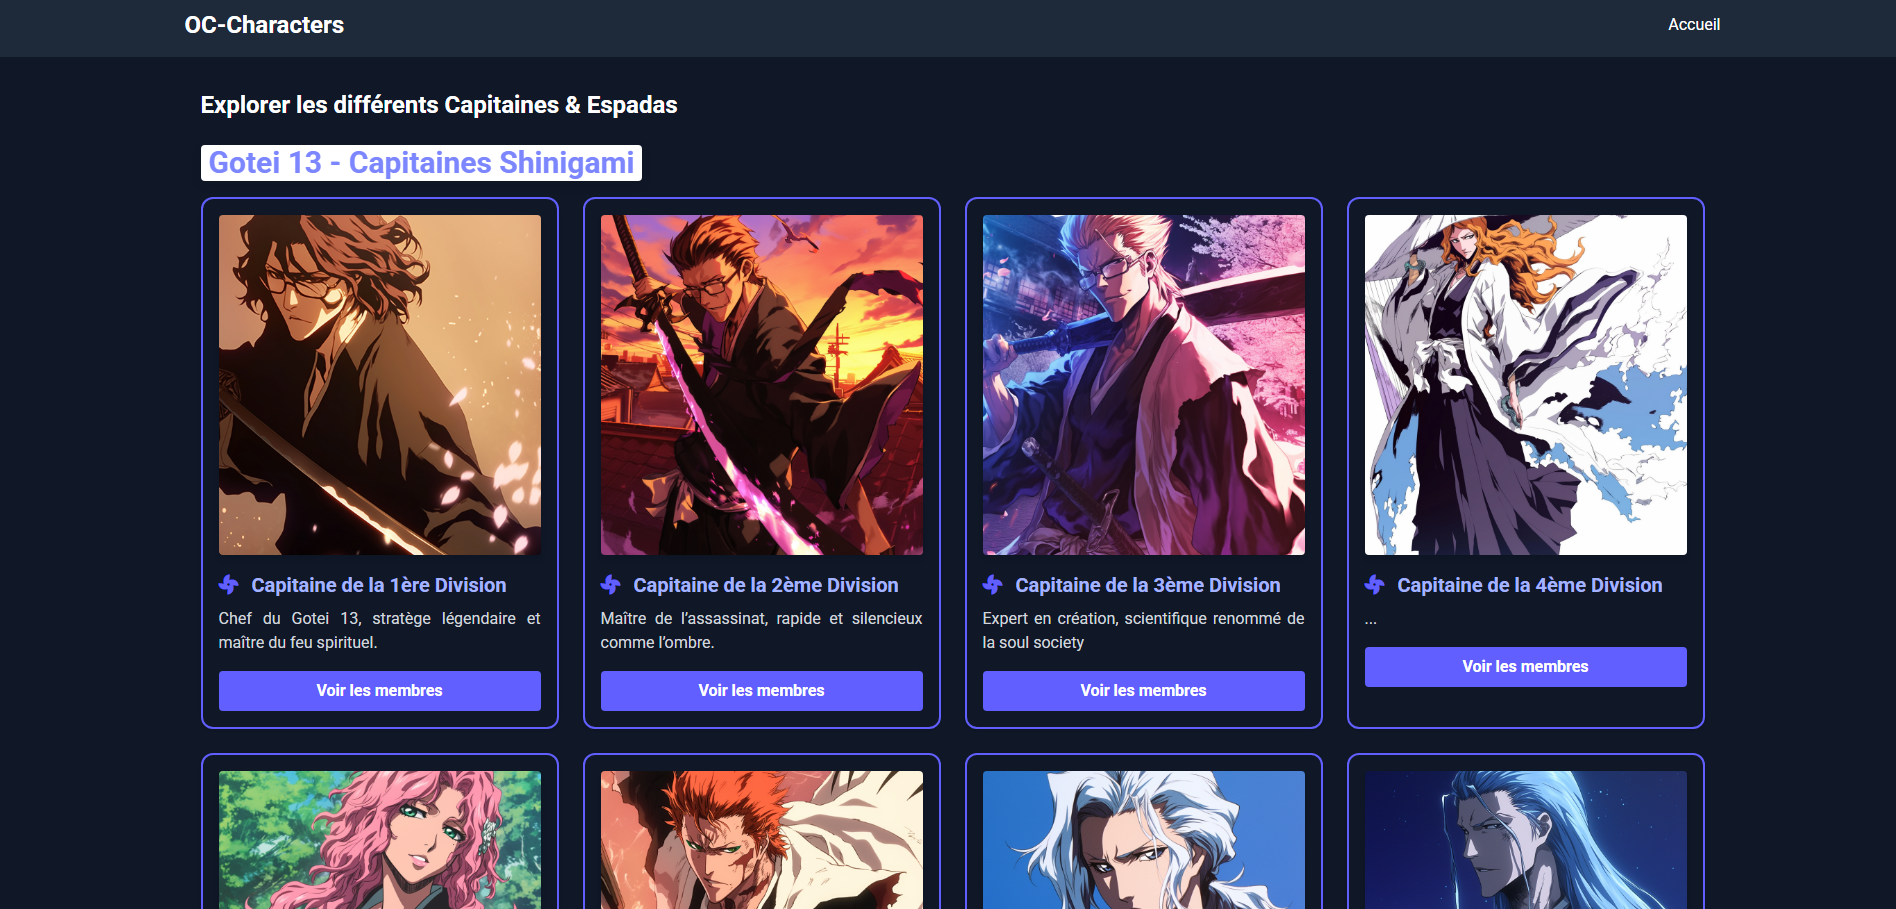 OC-Characters
Accueil
Explorer les différents Capitaines & Espadas
Gotei 13 - Capitaines Shinigami
Capitaine de la 1ère Division
Chef du Gotei 13, stratège légendaire et
maître du feu spirituel.
Voir les membres
Capitaine de la 2ème Division
Maître de l’assassinat, rapide et silencieux
comme l’ombre.
Voir les membres
Capitaine de la 3ème Division
Expert en création, scientifique renommé de
la soul society
Voir les membres
Capitaine de la 4ème Division
...
Voir les membres